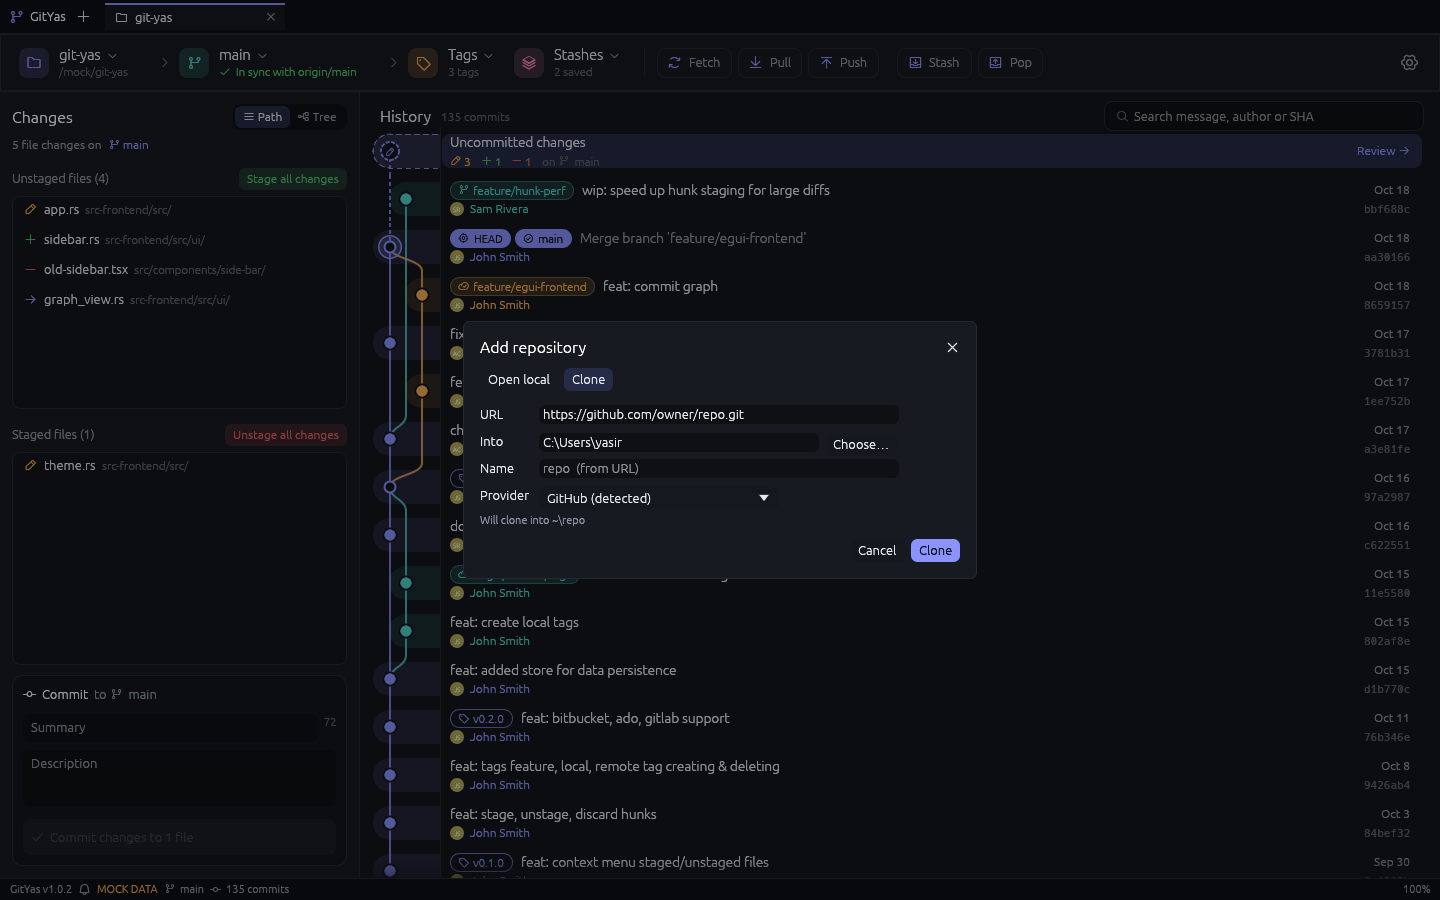 GitYas
git-yas
git-yas
/mock/git-yas
main
In sync with origin/main
Tags
3 tags
Stashes
2 saved
Fetch
Pull
Push
Stash
Pop
Changes
Path
Tree
5 file changes on main
Unstaged files (4)
Stage all changes
app.rs src-frontend/src/
sidebar.rs src-frontend/src/ui/
old-sidebar.tsx src/components/side-bar/
graph_view.rs src-frontend/src/ui/
Staged files (1)
Unstage all changes
theme.rs src-frontend/src/
Commit to main
Summary
72
Description
Commit changes to 1 file
History 135 commits
Search message, author or SHA
Uncommitted changes
3 + 1 − 1 on main
Review →
feature/hunk-perf wip: speed up hunk staging for large diffs Oct 18
SR Sam Rivera bbf688c
HEAD main Merge branch 'feature/egui-frontend' Oct 18
JS John Smith aa30166
feature/egui-frontend feat: commit graph Oct 18
JS John Smith 8659157
Oct 17
AC 3781b31
Oct 17
JS 1ee752b
Oct 17
AC a3e81fe
Oct 16
JS 97a2987
Oct 16
SR c622551
Oct 15
JS John Smith 11e5580
feat: create local tags Oct 15
JS John Smith 802af8e
feat: added store for data persistence Oct 15
JS John Smith d1b770c
v0.2.0 feat: bitbucket, ado, gitlab support Oct 11
JS John Smith 76b346e
feat: tags feature, local, remote tag creating & deleting Oct 8
JS John Smith 9426ab4
feat: stage, unstage, discard hunks Oct 3
JS John Smith 84bef32
v0.1.0 feat: context menu staged/unstaged files Sep 30
Add repository
Open local
Clone
URL https://github.com/owner/repo.git
Into C:\Users\yasir Choose...
Name repo (from URL)
Provider GitHub (detected)
Will clone into ~\repo
Cancel
Clone
GitYas v1.0.2 MOCK DATA main 135 commits
100%